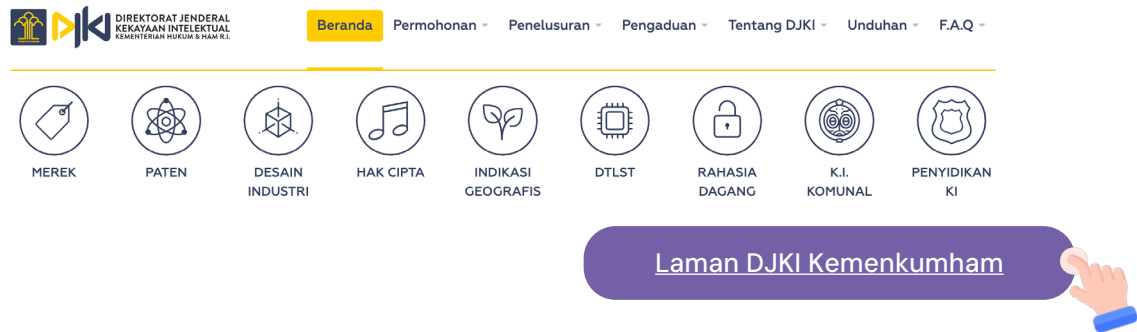 DIREKTORAT JENDERAL
KEKAYAAN INTELEKTUAL
KEMENTERIAN HUKUM & HAM R.I.
Beranda Permohonan Penelusuran Pengaduan Tentang DJKI Unduhan F.A.Q
MEREK PATEN DESAIN INDUSTRI HAK CIPTA INDIKASI GEOGRAFIS DTLST RAHASIA DAGANG K.I. KOMUNAL PENYIDIKAN KI
Laman DJKI Kemenkumham